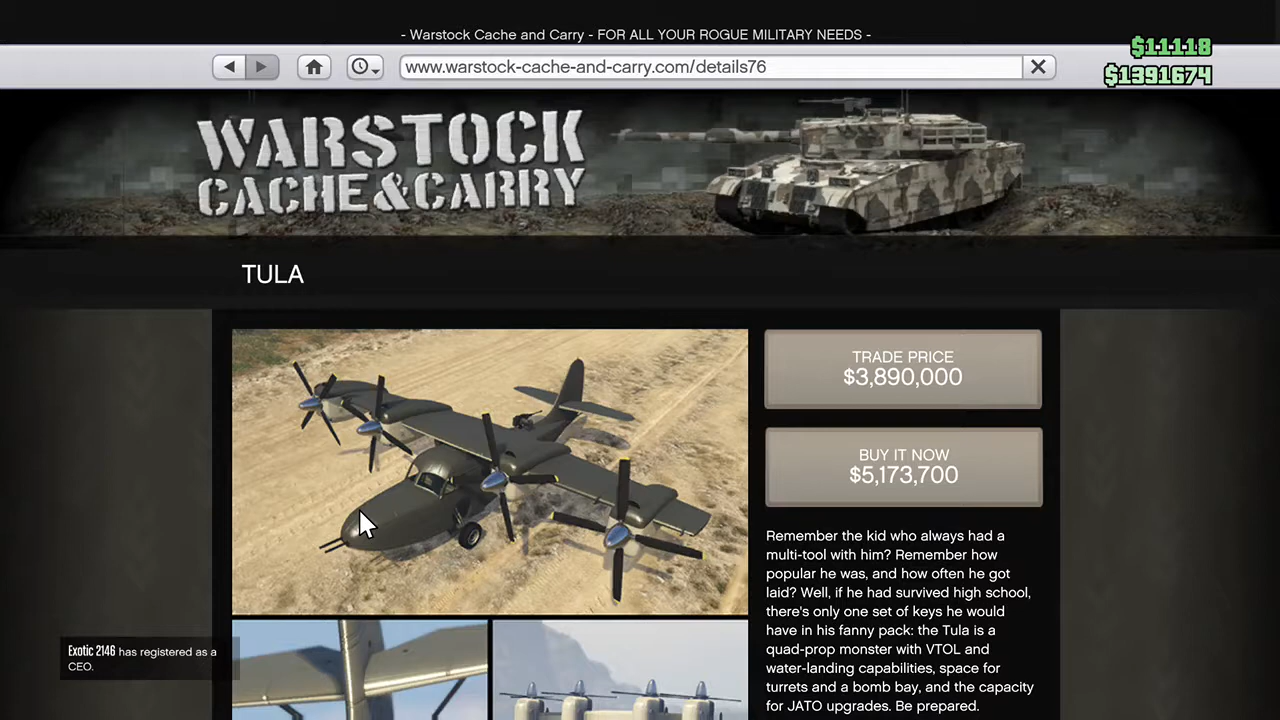 - Warstock Cache and Carry - FOR ALL YOUR ROGUE MILITARY NEEDS -
$11118
www.warstock-cache-and-carry.com/details76
$1391674
WARSTOCK
CACHE&CARRY
TULA
TRADE PRICE
$3,890,000
BUY IT NOW
$5,173,700
Remember the kid who always had a
multi-tool with him? Remember how
popular he was, and how often he got
laid? Well, if he had survived high school,
there's only one set of keys he would
have in his fanny pack: the Tula is a
quad-prop monster with VTOL and
water-landing capabilities, space for
turrets and a bomb bay, and the capacity
for JATO upgrades. Be prepared.
Exotic 2146 has registered as a
CEO.